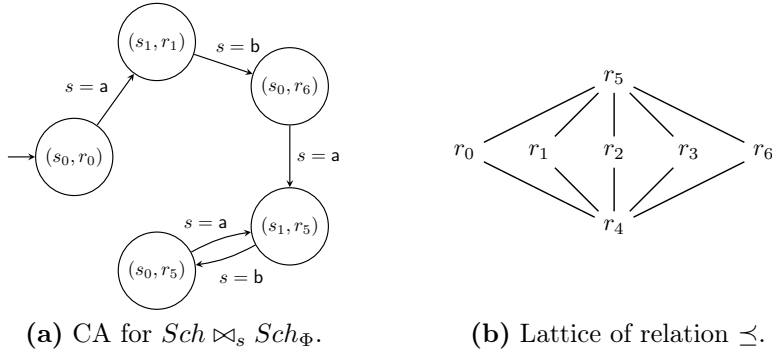 (s₁, r₁)
s = b
s = a
(s₀, r₆)
(s₀, r₀)
s = a
(s₁, r₅)
s = a
(s₀, r₅)
s = b
(a) CA for Sch ⋈ₛ Sch_Φ.
r₅
r₀ r₁ r₂ r₃ r₆
r₄
(b) Lattice of relation ⪯.